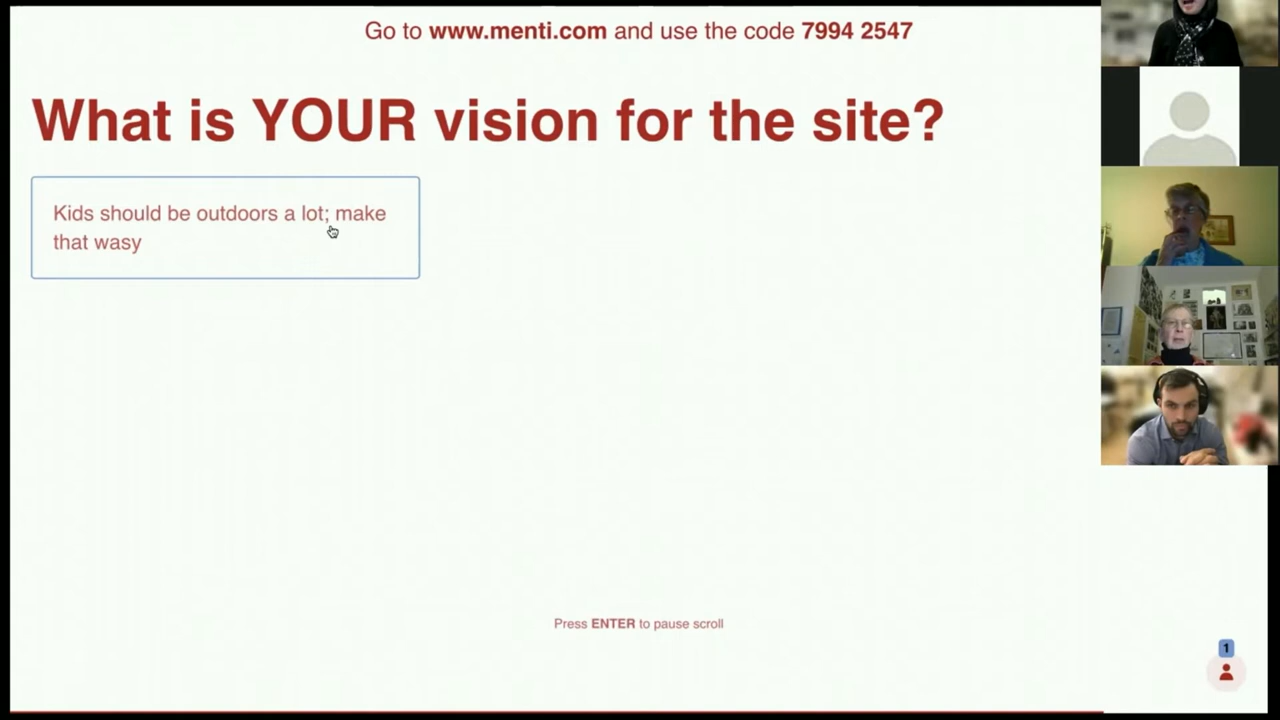 Go to www.menti.com and use the code 7994 2547
What is YOUR vision for the site?
Kids should be outdoors a lot; make
that wasy
Press ENTER to pause scroll
1